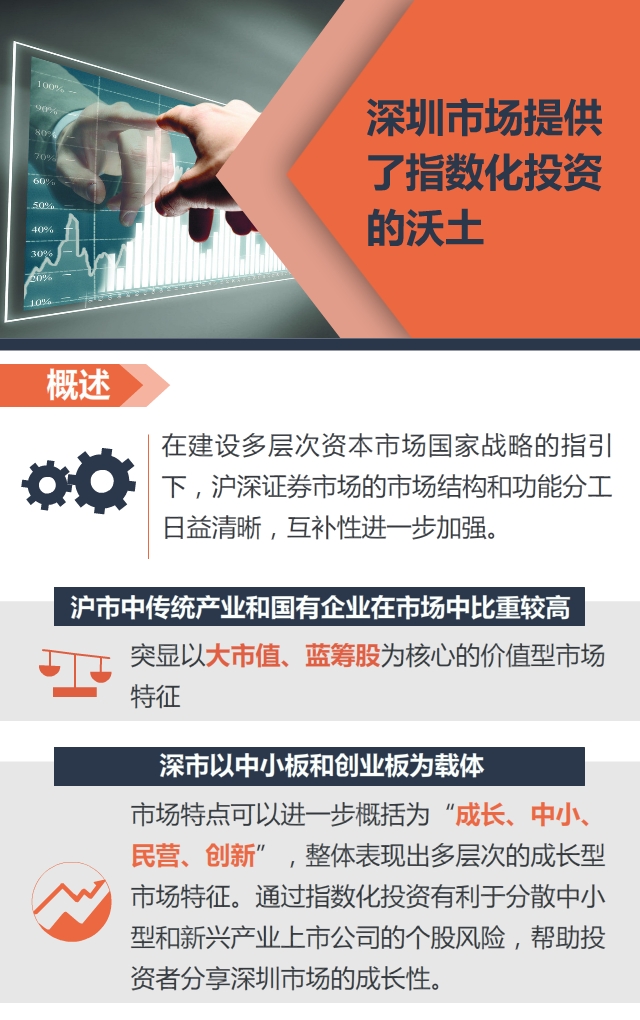 深圳市场提供
了指数化投资
的沃土
100%
90%
80%
70%
60%
50%
40%
30%
20%
10%
概述
在建设多层次资本市场国家战略的指引
下，沪深证券市场的市场结构和功能分工
日益清晰，互补性进一步加强。
沪市中传统产业和国有企业在市场中比重较高
突显以大市值、蓝筹股为核心的价值型市场
特征
深市以中小板和创业板为载体
市场特点可以进一步概括为“成长、中小、
民营、创新”，整体表现出多层次的成长型
市场特征。通过指数化投资有利于分散中小
型和新兴产业上市公司的个股风险，帮助投
资者分享深圳市场的成长性。